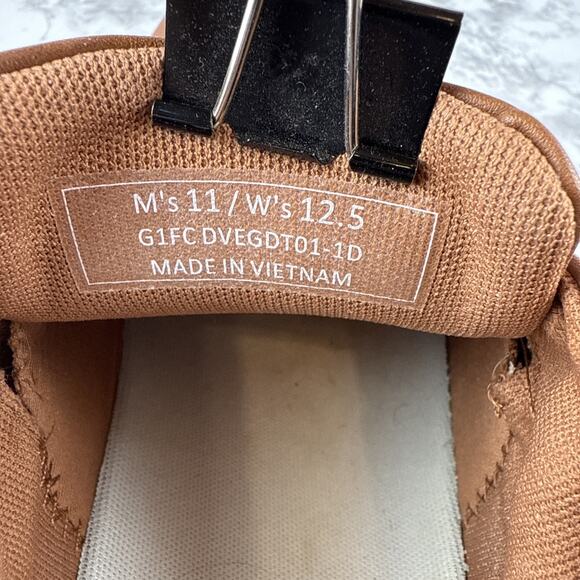 M's 11 / W's 12.5
G1FC DVEGDT01-1D
MADE IN VIETNAM